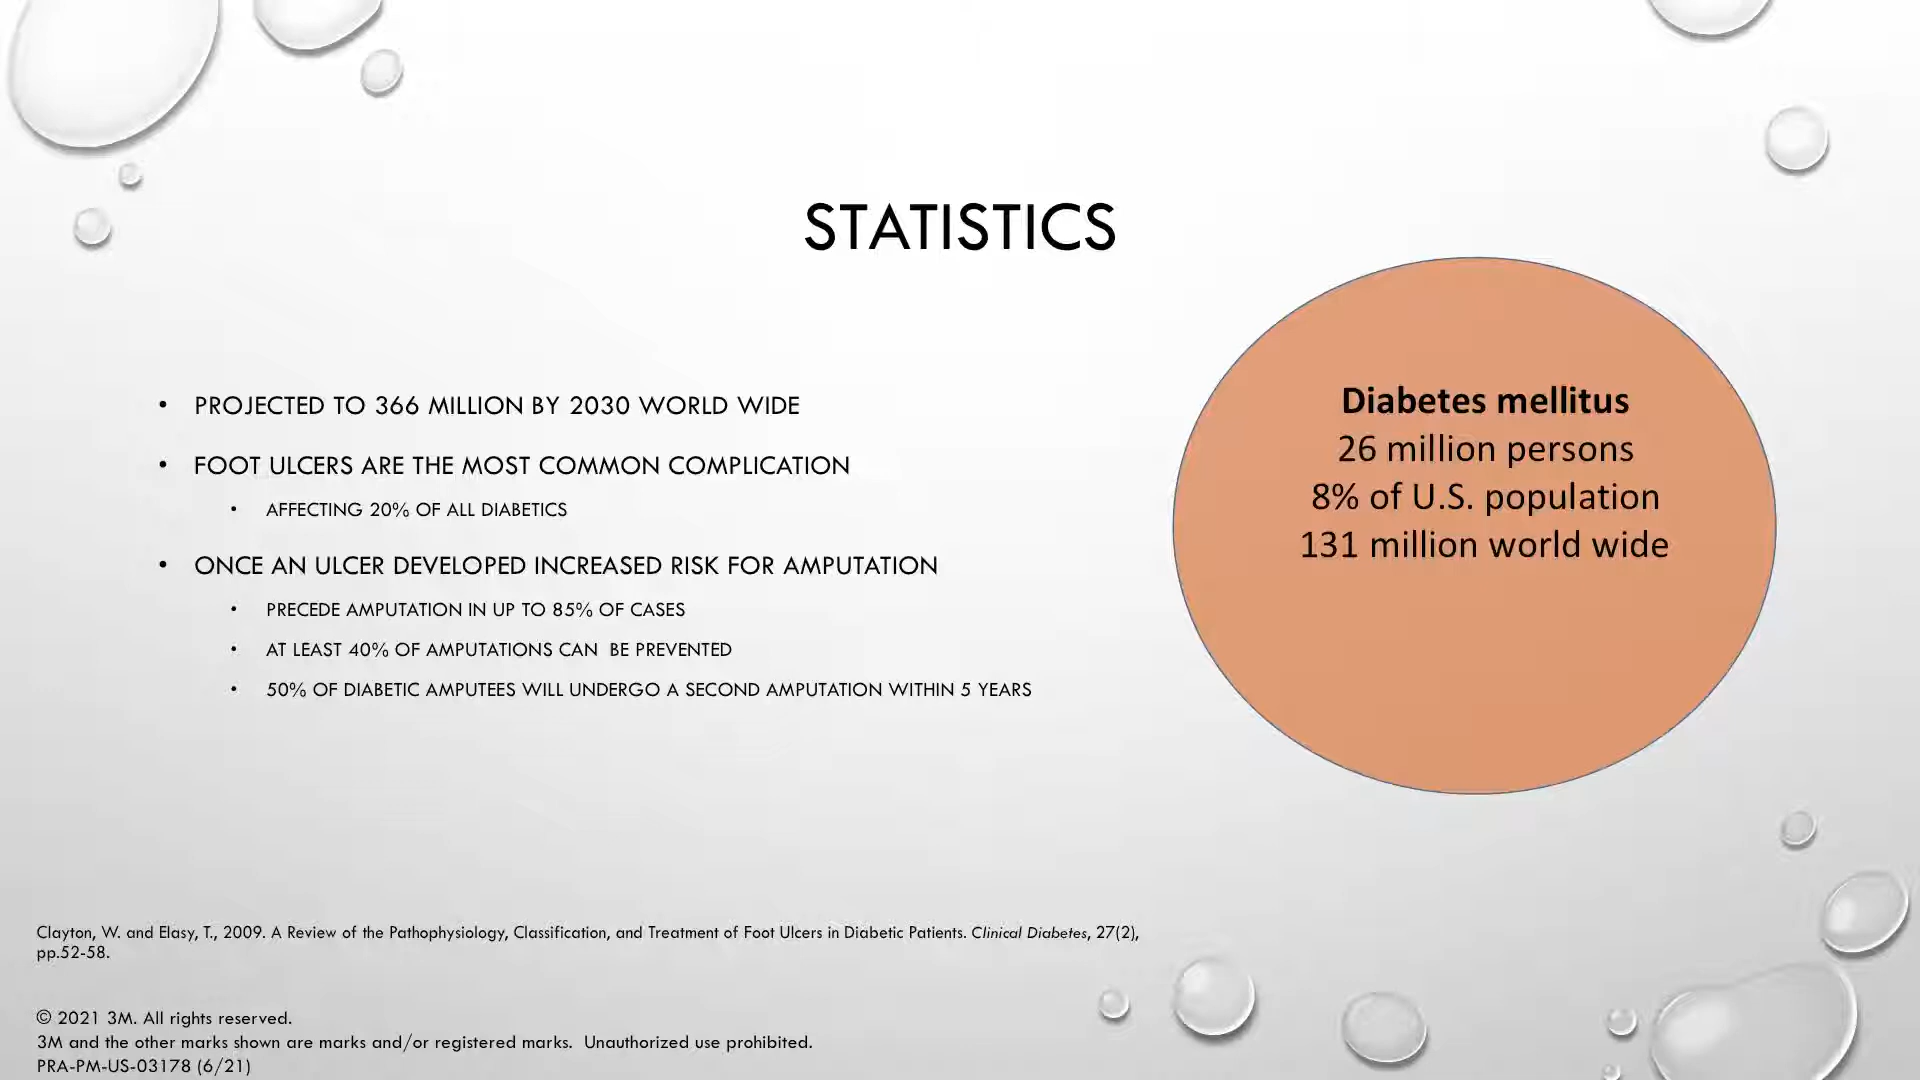 STATISTICS
• PROJECTED TO 366 MILLION BY 2030 WORLD WIDE
• FOOT ULCERS ARE THE MOST COMMON COMPLICATION
• AFFECTING 20% OF ALL DIABETICS
• ONCE AN ULCER DEVELOPED INCREASED RISK FOR AMPUTATION
• PRECEDE AMPUTATION IN UP TO 85% OF CASES
• AT LEAST 40% OF AMPUTATIONS CAN  BE PREVENTED
• 50% OF DIABETIC AMPUTEES WILL UNDERGO A SECOND AMPUTATION WITHIN 5 YEARS
Diabetes mellitus
26 million persons
8% of U.S. population
131 million world wide
Clayton, W. and Elasy, T., 2009. A Review of the Pathophysiology, Classification, and Treatment of Foot Ulcers in Diabetic Patients. Clinical Diabetes, 27(2),
pp.52-58.
© 2021 3M. All rights reserved.
3M and the other marks shown are marks and/or registered marks.  Unauthorized use prohibited.
PRA-PM-US-03178 (6/21)